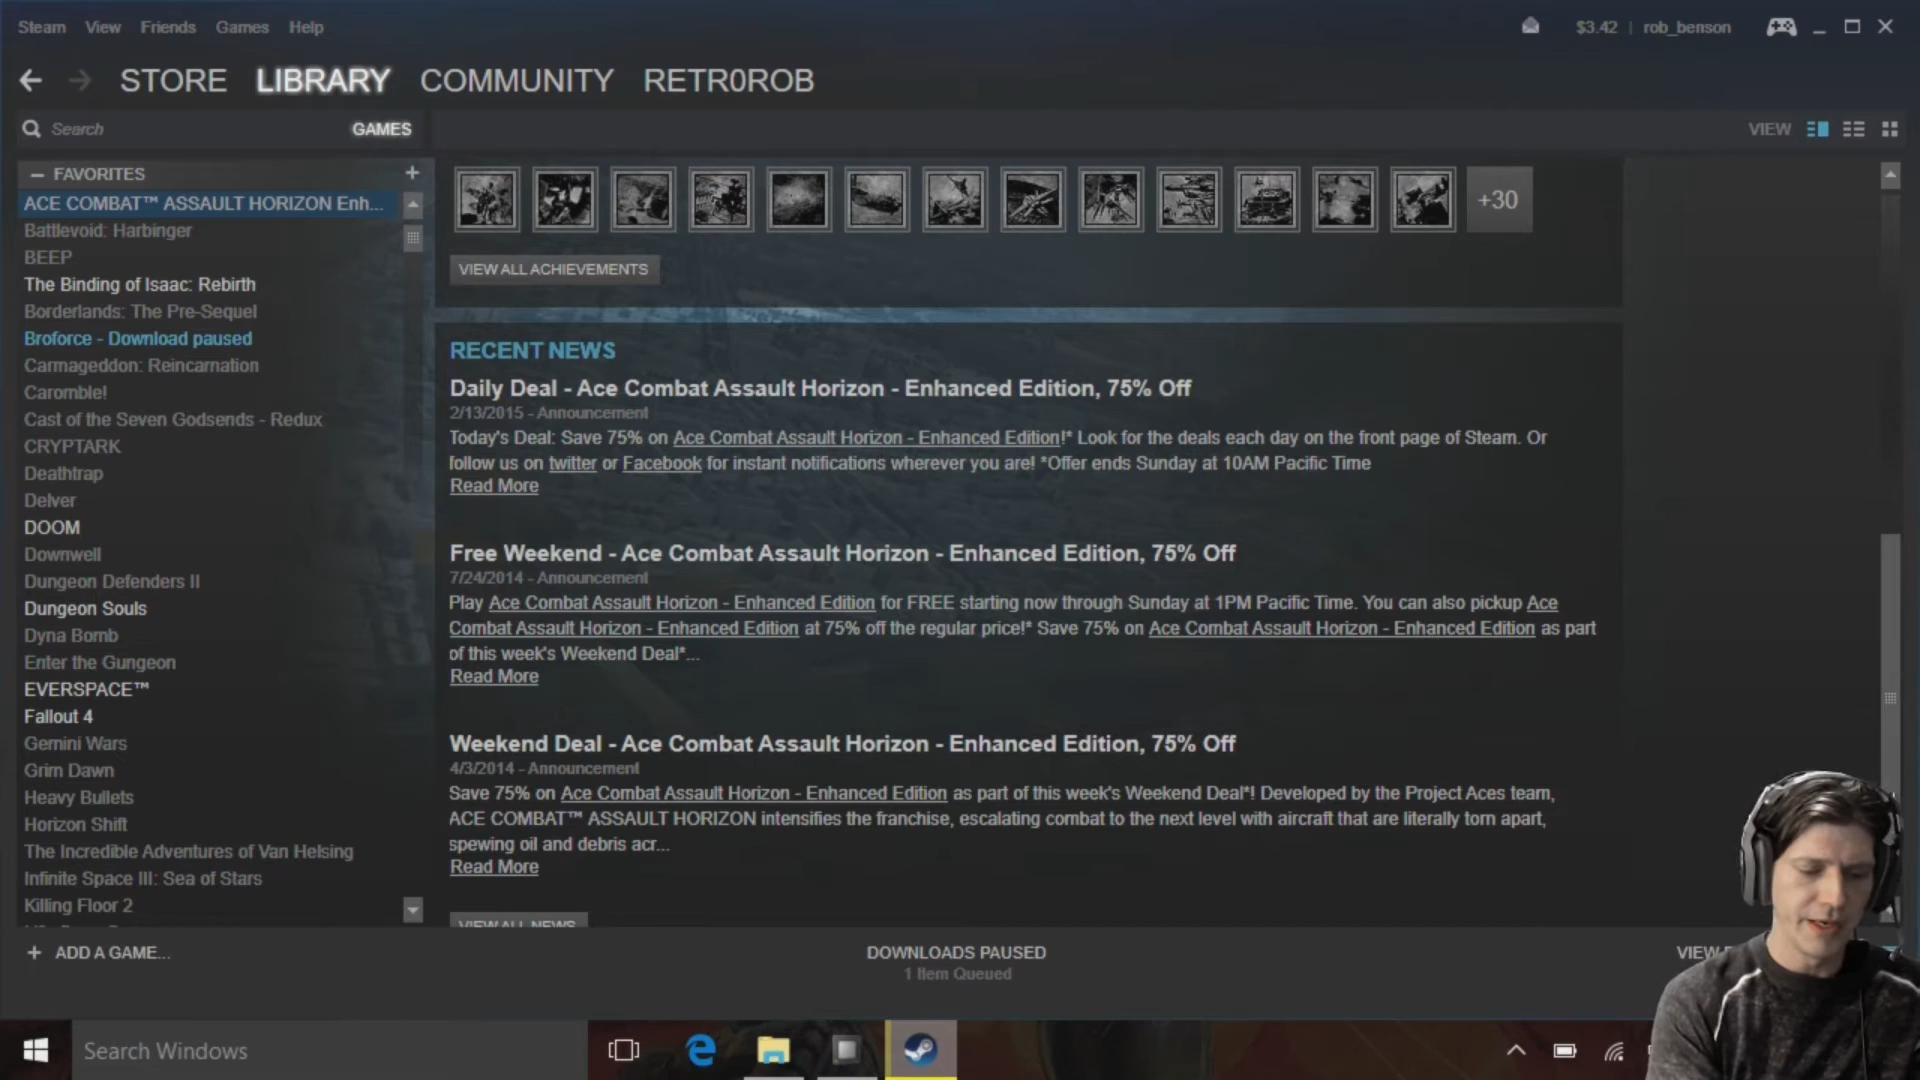 Steam View Friends Games Help
$3.42 | rob_benson
STORE LIBRARY COMMUNITY RETR0ROB
Search GAMES
VIEW
— FAVORITES +
ACE COMBAT™ ASSAULT HORIZON Enh...
Battlevoid: Harbinger
BEEP
The Binding of Isaac: Rebirth
Borderlands: The Pre-Sequel
Broforce - Download paused
Carmageddon: Reincarnation
Caromble!
Cast of the Seven Godsends - Redux
CRYPTARK
Deathtrap
Delver
DOOM
Downwell
Dungeon Defenders II
Dungeon Souls
Dyna Bomb
Enter the Gungeon
EVERSPACE™
Fallout 4
Gemini Wars
Grim Dawn
Heavy Bullets
Horizon Shift
The Incredible Adventures of Van Helsing
Infinite Space III: Sea of Stars
Killing Floor 2
+30
VIEW ALL ACHIEVEMENTS
RECENT NEWS
Daily Deal - Ace Combat Assault Horizon - Enhanced Edition, 75% Off
2/13/2015 - Announcement
Today's Deal: Save 75% on Ace Combat Assault Horizon - Enhanced Edition!* Look for the deals each day on the front page of Steam. Or
follow us on twitter or Facebook for instant notifications wherever you are! *Offer ends Sunday at 10AM Pacific Time
Read More
Free Weekend - Ace Combat Assault Horizon - Enhanced Edition, 75% Off
7/24/2014 - Announcement
Play Ace Combat Assault Horizon - Enhanced Edition for FREE starting now through Sunday at 1PM Pacific Time. You can also pickup Ace
Combat Assault Horizon - Enhanced Edition at 75% off the regular price!* Save 75% on Ace Combat Assault Horizon - Enhanced Edition as part
of this week's Weekend Deal*...
Read More
Weekend Deal - Ace Combat Assault Horizon - Enhanced Edition, 75% Off
4/3/2014 - Announcement
Save 75% on Ace Combat Assault Horizon - Enhanced Edition as part of this week's Weekend Deal*! Developed by the Project Aces team,
ACE COMBAT™ ASSAULT HORIZON intensifies the franchise, escalating combat to the next level with aircraft that are literally torn apart,
spewing oil and debris acr...
Read More
VIEW ALL NEWS
+ ADD A GAME...
DOWNLOADS PAUSED
1 Item Queued
VIEW
Search Windows